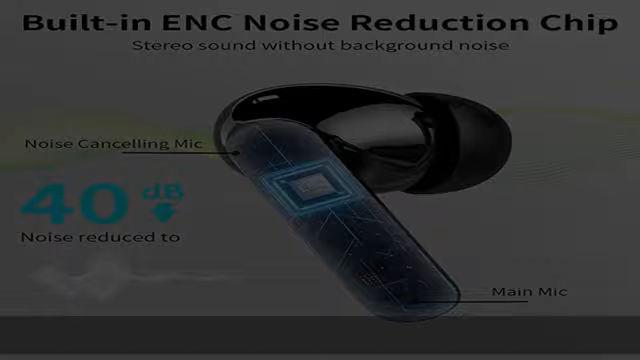 Built-in ENC Noise Reduction Chip
Stereo sound without background noise
Noise Cancelling Mic
40 dB
Noise reduced to
Main Mic